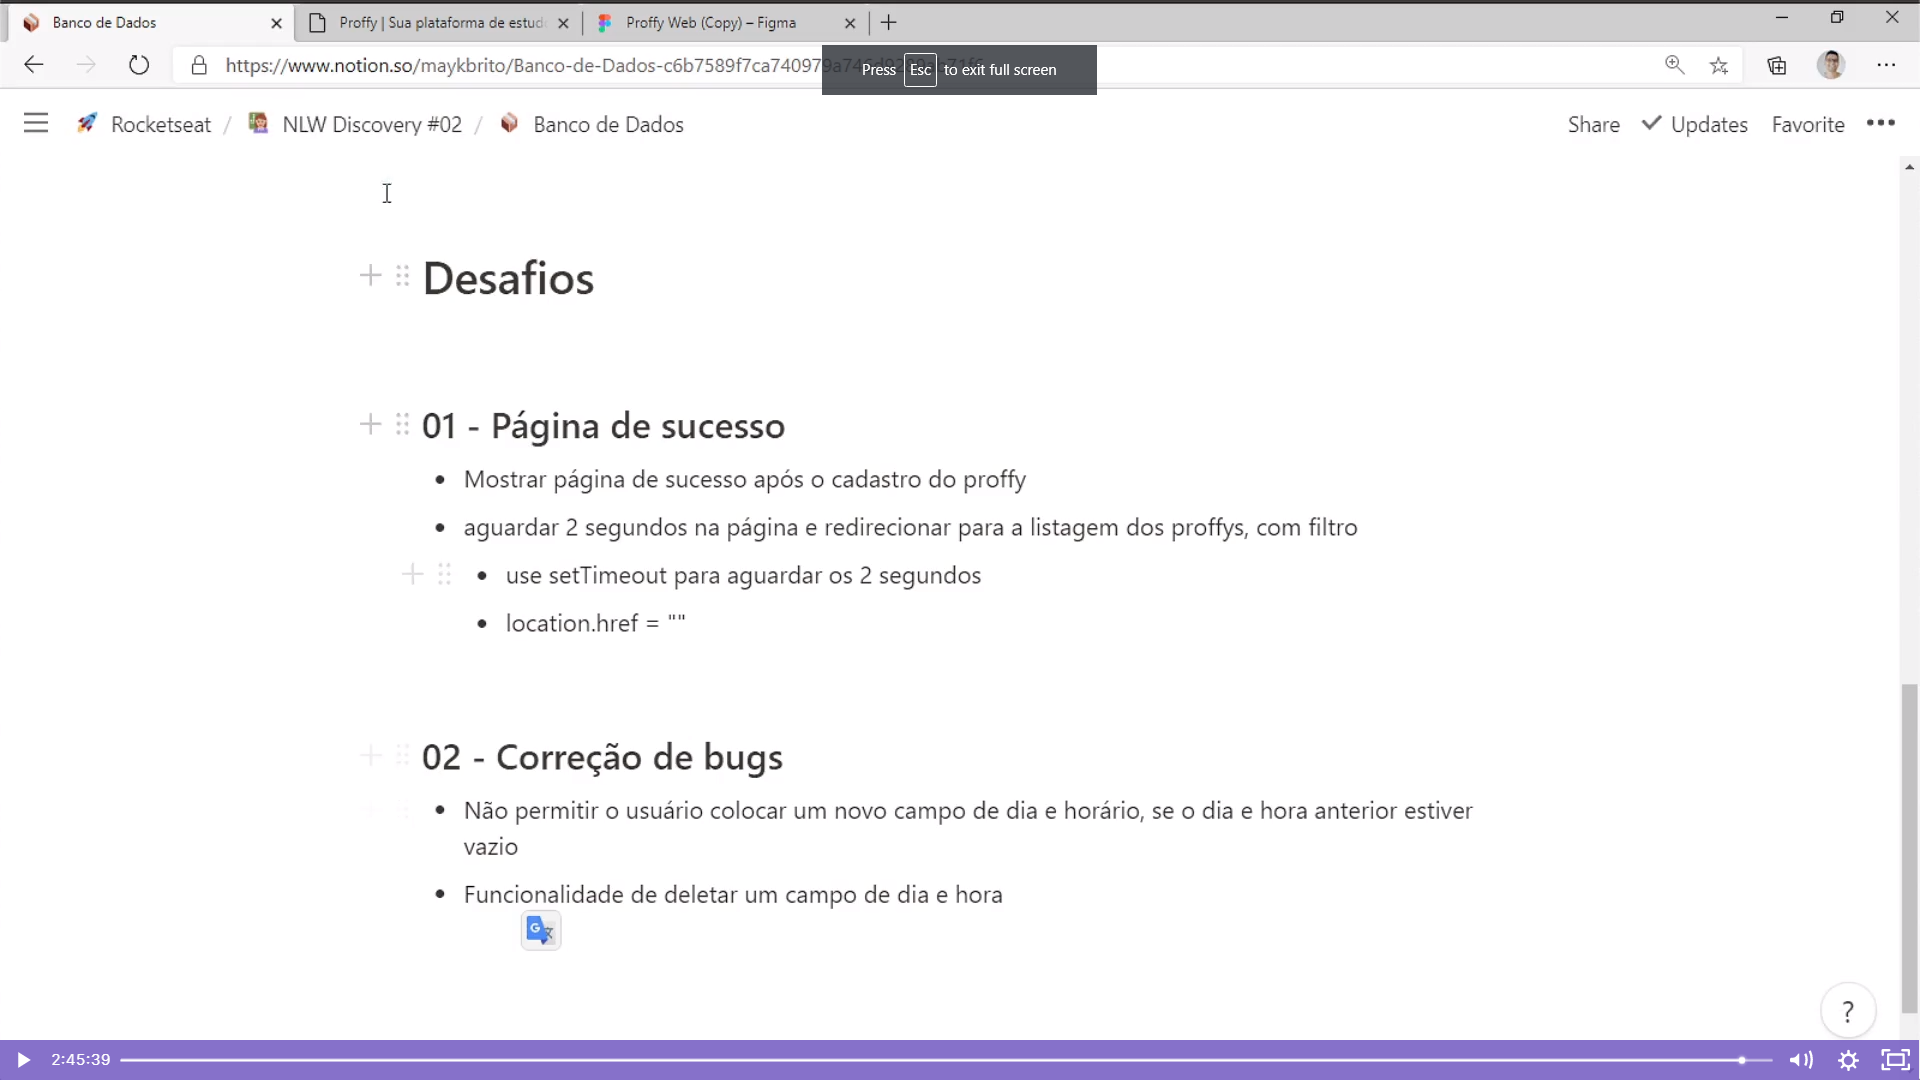 Banco de Dados
Proffy | Sua plataforma de estud
Proffy Web (Copy) – Figma
https://www.notion.so/maykbrito/Banco-de-Dados-c6b7589f7ca740979
Press Esc to exit full screen
Rocketseat / NLW Discovery #02 / Banco de Dados
Share Updates Favorite
Desafios
01 - Página de sucesso
• Mostrar página de sucesso após o cadastro do proffy
• aguardar 2 segundos na página e redirecionar para a listagem dos proffys, com filtro
• use setTimeout para aguardar os 2 segundos
• location.href = ""
02 - Correção de bugs
• Não permitir o usuário colocar um novo campo de dia e horário, se o dia e hora anterior estiver
vazio
• Funcionalidade de deletar um campo de dia e hora
?
2:45:39